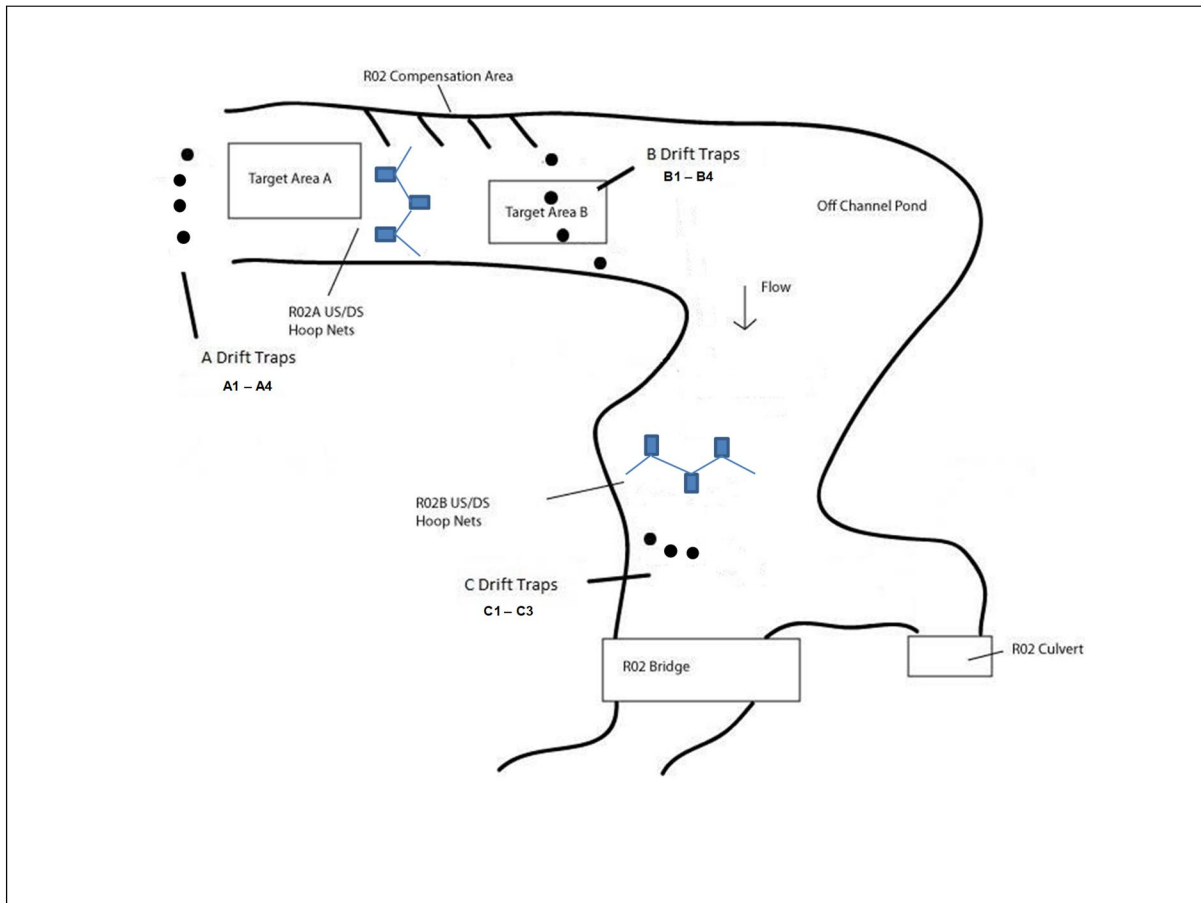 R02 Compensation Area
B Drift Traps
B1 – B4
Target Area A
Target Area B
Off Channel Pond
Flow
R02A US/DS
Hoop Nets
A Drift Traps
A1 – A4
R02B US/DS
Hoop Nets
C Drift Traps
C1 – C3
R02 Bridge
R02 Culvert